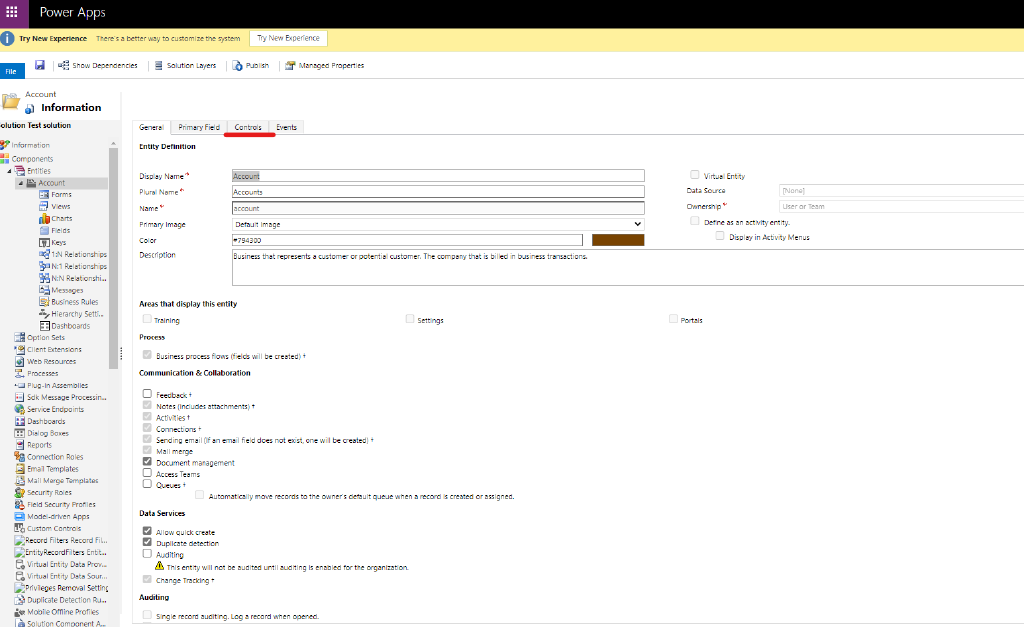 Power Apps
Try New Experience There's a better way to customize the system Try New Experience
File Show Dependencies Solution Layers Publish Managed Properties
Account
Information
olution Test solution
Information
Components
Entities
Account
Forms
Views
Charts
Fields
Keys
1:N Relationships
N:1 Relationships
N:N Relationshi...
Messages
Business Rules
Hierarchy Setti...
Dashboards
Option Sets
Client Extensions
Web Resources
Processes
Plug-in Assemblies
Sdk Message Processin...
Service Endpoints
Dashboards
Dialog Boxes
Reports
Connection Roles
Email Templates
Mail Merge Templates
Security Roles
Field Security Profiles
Model-driven Apps
Custom Controls
Record Filters Record Fi...
EntityRecordFilters Entit...
Virtual Entity Data Prov...
Virtual Entity Data Sour...
Privileges Removal Setting
Duplicate Detection Ru...
Mobile Offline Profiles
Solution Component A...
General Primary Field Controls Events
Entity Definition
Display Name * Account
Plural Name * Accounts
Name * account
Primary Image Default Image
Color #794300
Description Business that represents a customer or potential customer. The company that is billed in business transactions.
Virtual Entity
Data Source [None]
Ownership * User or Team
Define as an activity entity.
Display in Activity Menus
Areas that display this entity
Training Settings Portals
Process
Business process flows (fields will be created) †
Communication & Collaboration
Feedback †
Notes (includes attachments) †
Activities †
Connections †
Sending email (If an email field does not exist, one will be created) †
Mail merge
Document management
Access Teams
Queues †
Automatically move records to the owner's default queue when a record is created or assigned.
Data Services
Allow quick create
Duplicate detection
Auditing
This entity will not be audited until auditing is enabled for the organization.
Change Tracking †
Auditing
Single record auditing. Log a record when opened.